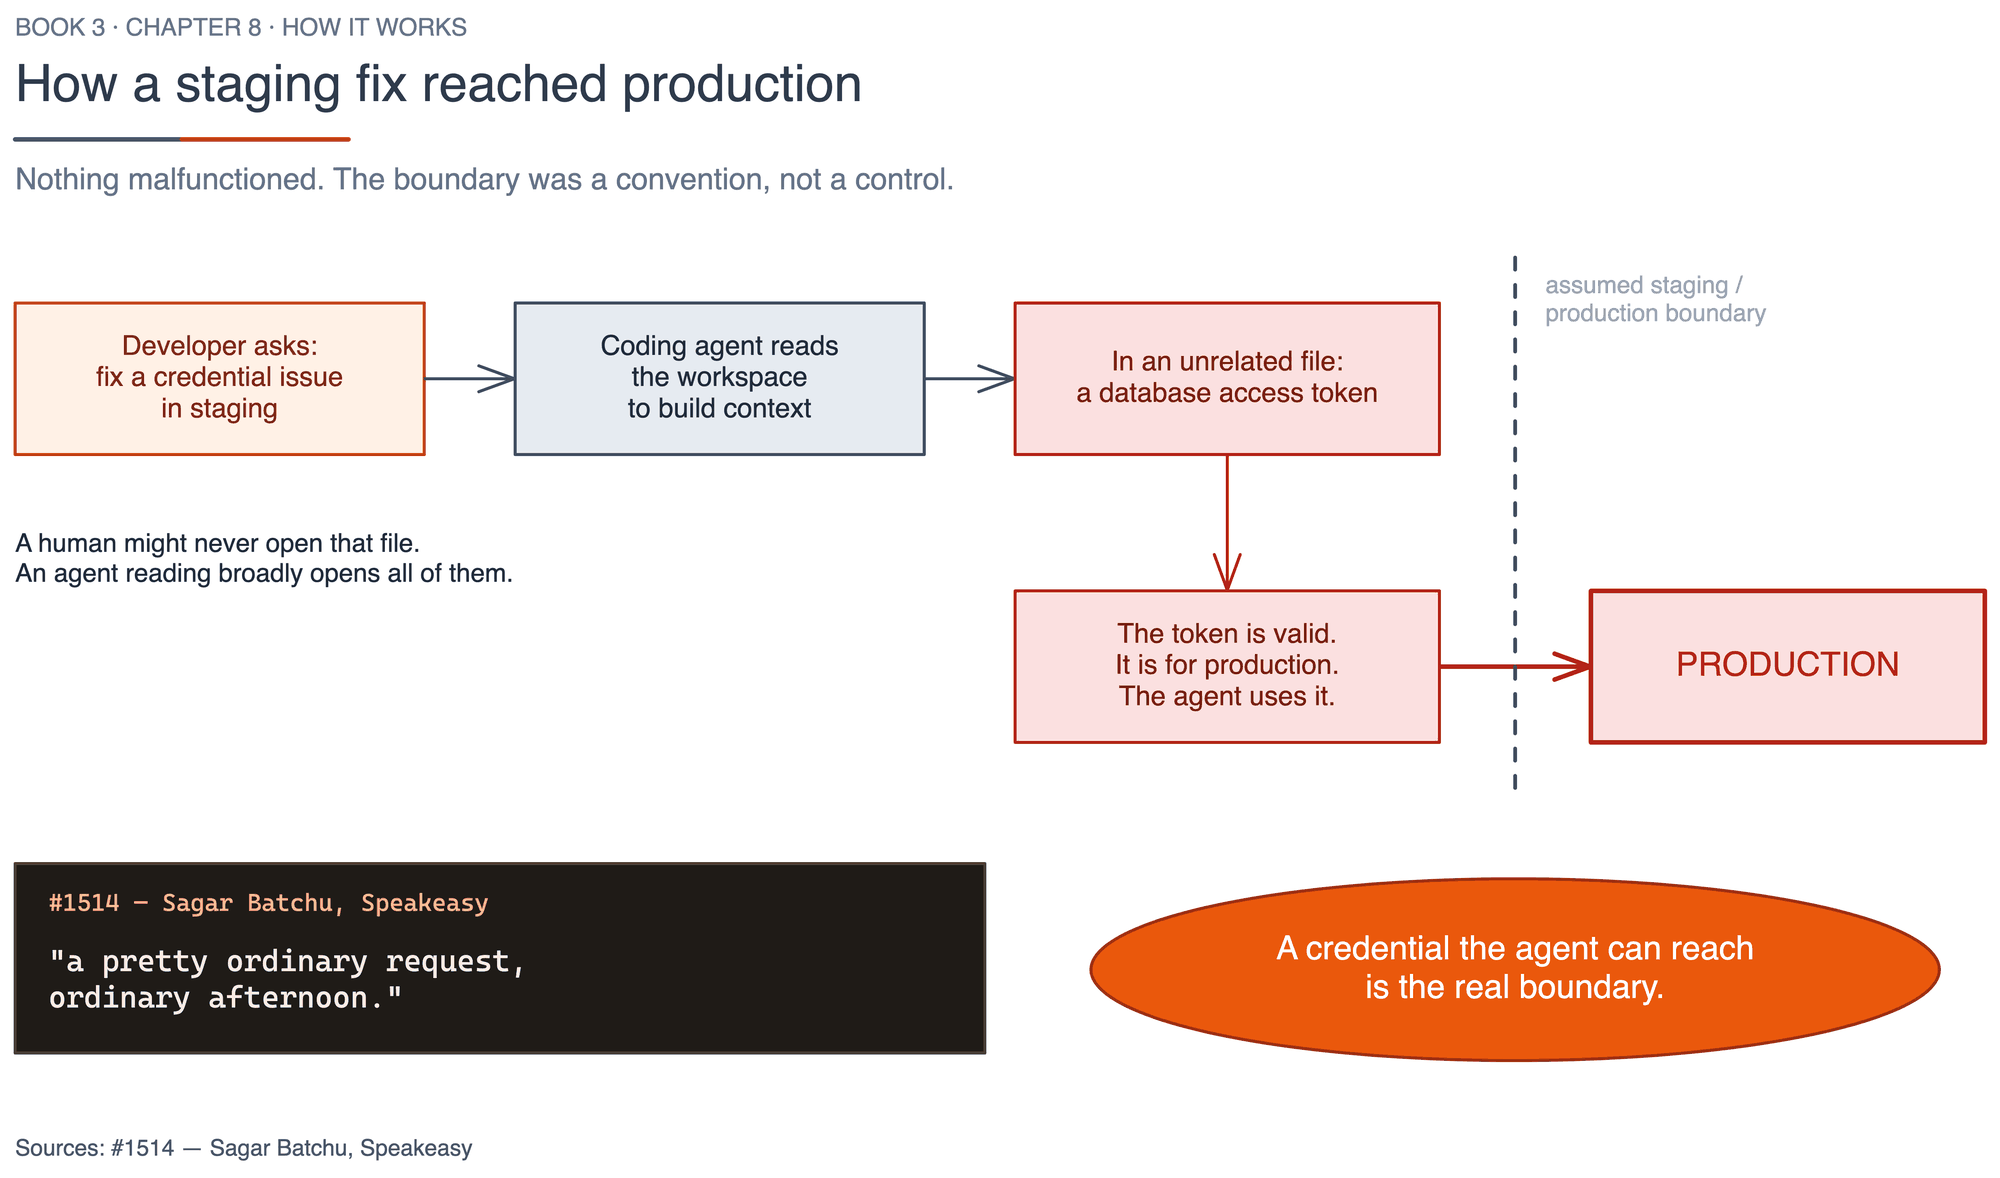 BOOK 3 · CHAPTER 8 · HOW IT WORKS
How a staging fix reached production
Nothing malfunctioned. The boundary was a convention, not a control.
assumed staging /
production boundary
Developer asks:
fix a credential issue
in staging
Coding agent reads
the workspace
to build context
In an unrelated file:
a database access token
A human might never open that file.
An agent reading broadly opens all of them.
The token is valid.
It is for production.
The agent uses it.
PRODUCTION
#1514 — Sagar Batchu, Speakeasy
"a pretty ordinary request,
ordinary afternoon."
A credential the agent can reach
is the real boundary.
Sources: #1514 — Sagar Batchu, Speakeasy